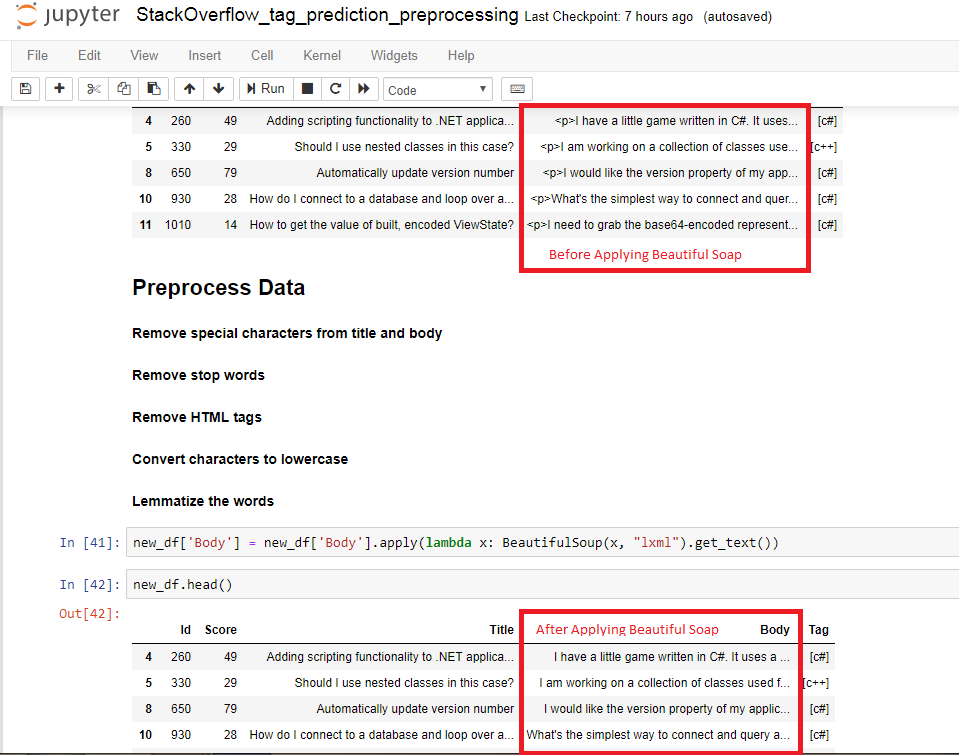 jupyter StackOverflow_tag_prediction_preprocessing Last Checkpoint: 7 hours ago (autosaved)
File Edit View Insert Cell Kernel Widgets Help
Run Code
4 260 49 Adding scripting functionality to .NET applica... <p>I have a little game written in C#. It uses... [c#]
5 330 29 Should I use nested classes in this case? <p>I am working on a collection of classes use... [c++]
8 650 79 Automatically update version number <p>I would like the version property of my app... [c#]
10 930 28 How do I connect to a database and loop over a... <p>What's the simplest way to connect and quer... [c#]
11 1010 14 How to get the value of built, encoded ViewState? <p>I need to grab the base64-encoded represent... [c#]
Before Applying Beautiful Soap
Preprocess Data
Remove special characters from title and body
Remove stop words
Remove HTML tags
Convert characters to lowercase
Lemmatize the words
In [41]: new_df['Body'] = new_df['Body'].apply(lambda x: BeautifulSoup(x, "lxml").get_text())
In [42]: new_df.head()
Out[42]:
Id Score Title After Applying Beautiful Soap Body Tag
4 260 49 Adding scripting functionality to .NET applica... I have a little game written in C#. It uses a ... [c#]
5 330 29 Should I use nested classes in this case? I am working on a collection of classes used f... [c++]
8 650 79 Automatically update version number I would like the version property of my applic... [c#]
10 930 28 How do I connect to a database and loop over a... What's the simplest way to connect and query a... [c#]